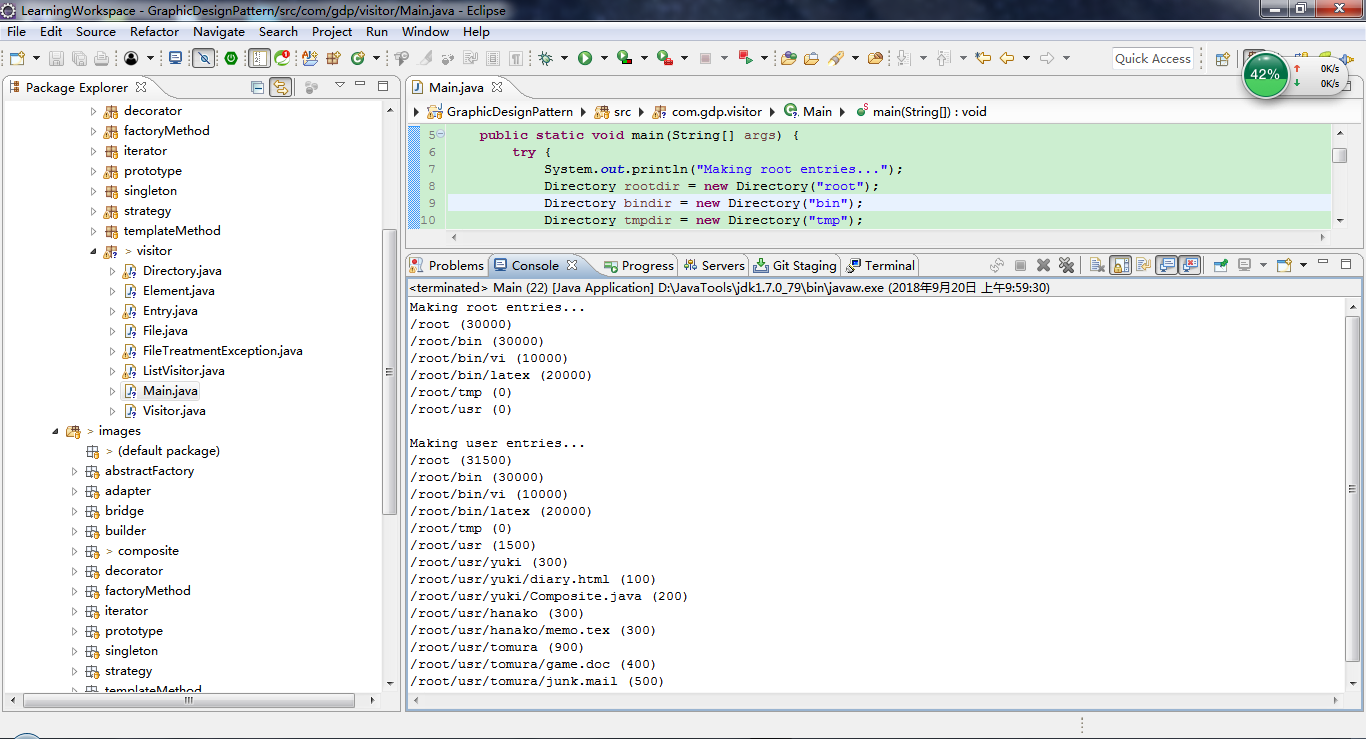 LearningWorkspace - GraphicDesignPattern/src/com/gdp/visitor/Main.java - Eclipse
File Edit Source Refactor Navigate Search Project Run Window Help
Quick Access
42%
0K/s
0K/s
Package Explorer
decorator
factoryMethod
iterator
prototype
singleton
strategy
templateMethod
> visitor
Directory.java
Element.java
Entry.java
File.java
FileTreatmentException.java
ListVisitor.java
Main.java
Visitor.java
> images
> (default package)
abstractFactory
adapter
bridge
builder
> composite
decorator
factoryMethod
iterator
prototype
singleton
strategy
templateMethod
Main.java
GraphicDesignPattern src com.gdp.visitor Main main(String[]) : void
5 public static void main(String[] args) {
6 try {
7 System.out.println("Making root entries...");
8 Directory rootdir = new Directory("root");
9 Directory bindir = new Directory("bin");
10 Directory tmpdir = new Directory("tmp");
Problems Console Progress Servers Git Staging Terminal
<terminated> Main (22) [Java Application] D:\JavaTools\jdk1.7.0_79\bin\javaw.exe (2018年9月20日 上午9:59:30)
Making root entries...
/root (30000)
/root/bin (30000)
/root/bin/vi (10000)
/root/bin/latex (20000)
/root/tmp (0)
/root/usr (0)
Making user entries...
/root (31500)
/root/bin (30000)
/root/bin/vi (10000)
/root/bin/latex (20000)
/root/tmp (0)
/root/usr (1500)
/root/usr/yuki (300)
/root/usr/yuki/diary.html (100)
/root/usr/yuki/Composite.java (200)
/root/usr/hanako (300)
/root/usr/hanako/memo.tex (300)
/root/usr/tomura (900)
/root/usr/tomura/game.doc (400)
/root/usr/tomura/junk.mail (500)